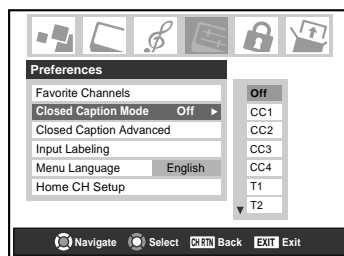 Preferences
Favorite Channels
Closed Caption Mode Off ▶
Closed Caption Advanced
Input Labeling
Menu Language English
Home CH Setup
Off
CC1
CC2
CC3
CC4
T1
T2
Navigate Select CH RTN Back EXIT Exit